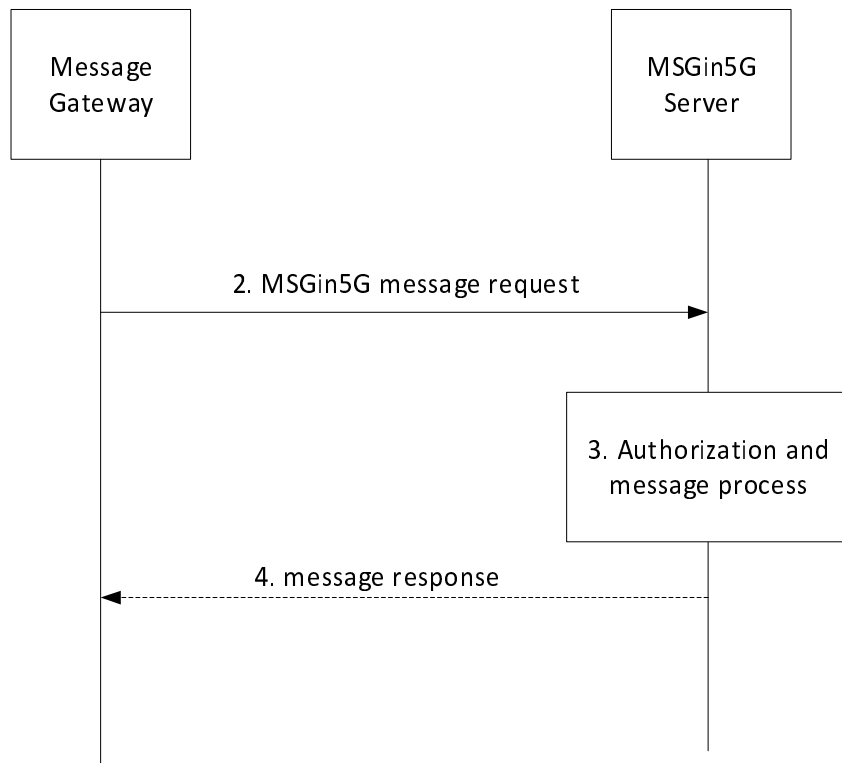 Message
Gateway
MSGin5G
Server
2. MSGin5G message request
3. Authorization and
message process
4. message response